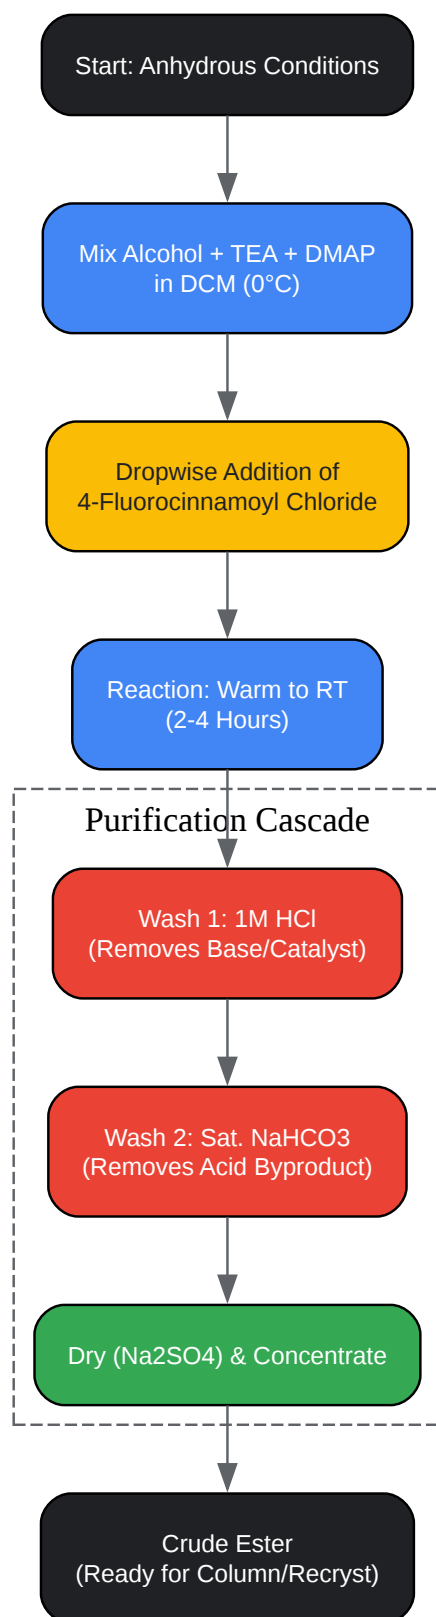 Start: Anhydrous Conditions
Mix Alcohol + TEA + DMAP
in DCM (0°C)
Dropwise Addition of
4-Fluorocinnamoyl Chloride
Reaction: Warm to RT
(2-4 Hours)
Purification Cascade
Wash 1: 1M HCl
(Removes Base/Catalyst)
Wash 2: Sat. NaHCO3
(Removes Acid Byproduct)
Dry (Na2SO4) & Concentrate
Crude Ester
(Ready for Column/Recryst)